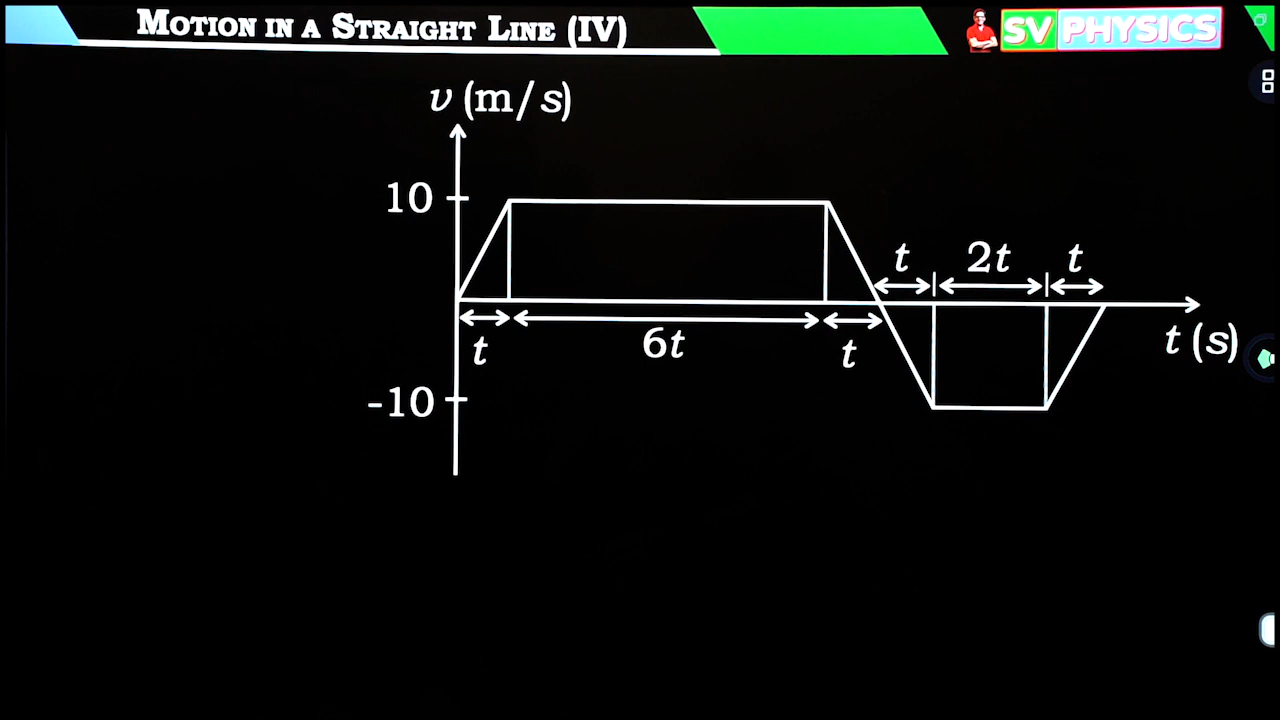 MOTION IN A STRAIGHT LINE (IV)
SV PHYSICS
v (m/s)
10
t 2t t
t 6t t
t (s)
-10